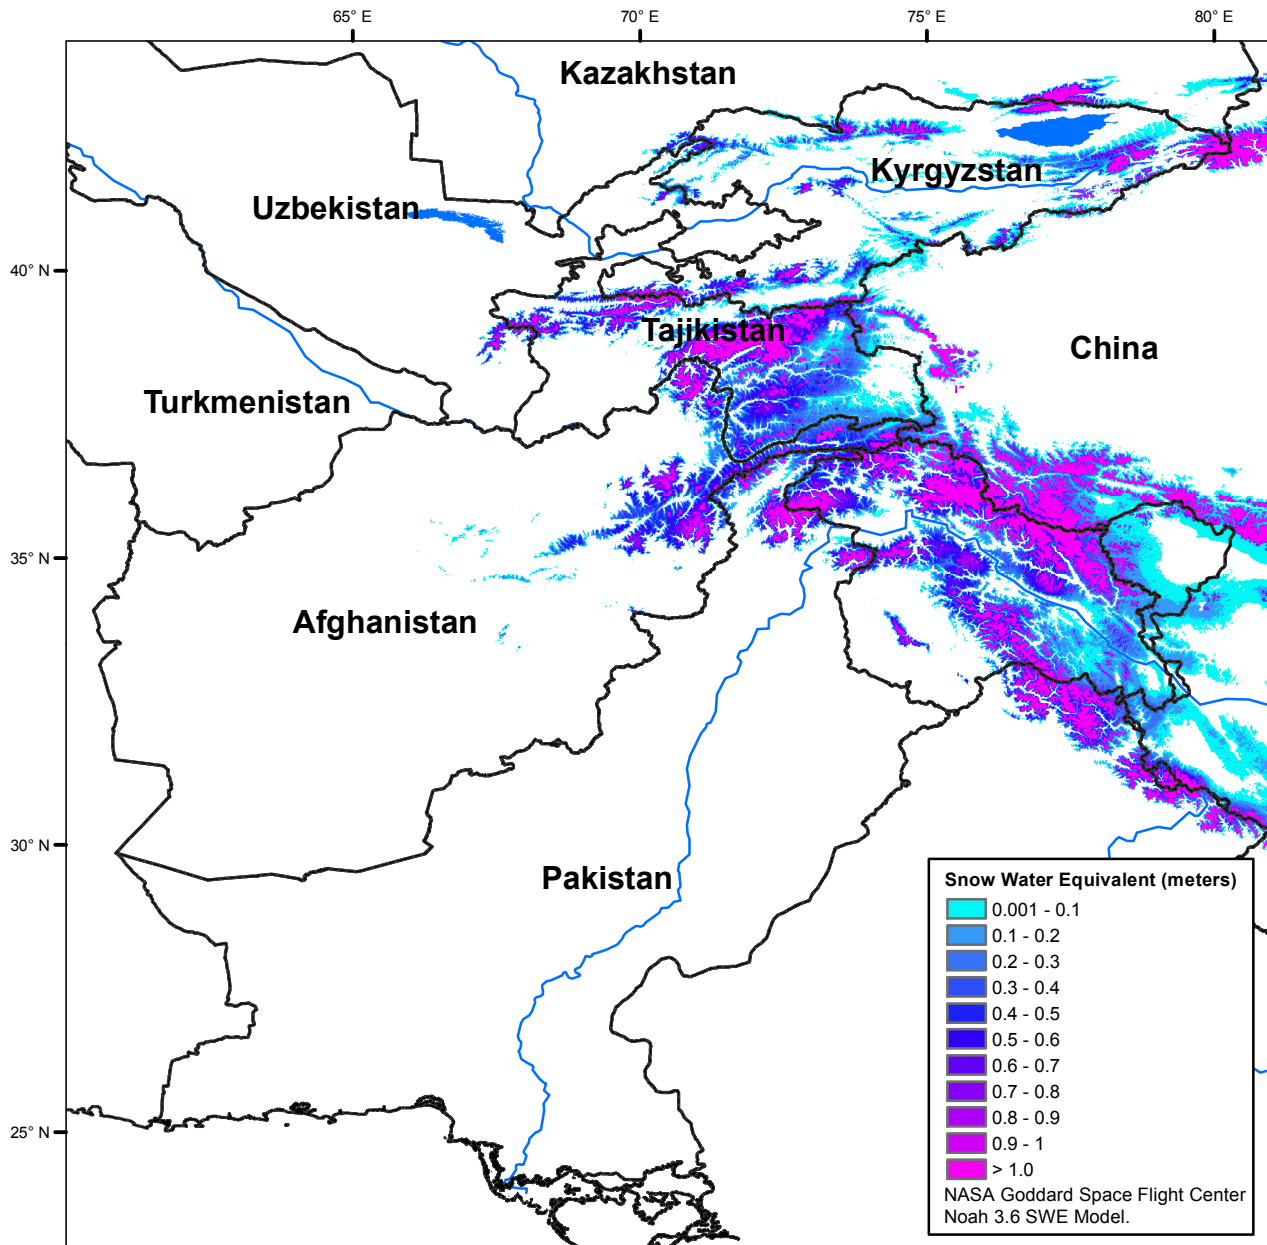 65° E
70° E
75° E
80° E
Kazakhstan
Kyrgyzstan
Uzbekistan
40° N
Tajikistan
China
Turkmenistan
35° N
Afghanistan
30° N
Pakistan
25° N
Snow Water Equivalent (meters)
0.001 - 0.1
0.1 - 0.2
0.2 - 0.3
0.3 - 0.4
0.4 - 0.5
0.5 - 0.6
0.6 - 0.7
0.7 - 0.8
0.8 - 0.9
0.9 - 1
> 1.0
NASA Goddard Space Flight Center
Noah 3.6 SWE Model.